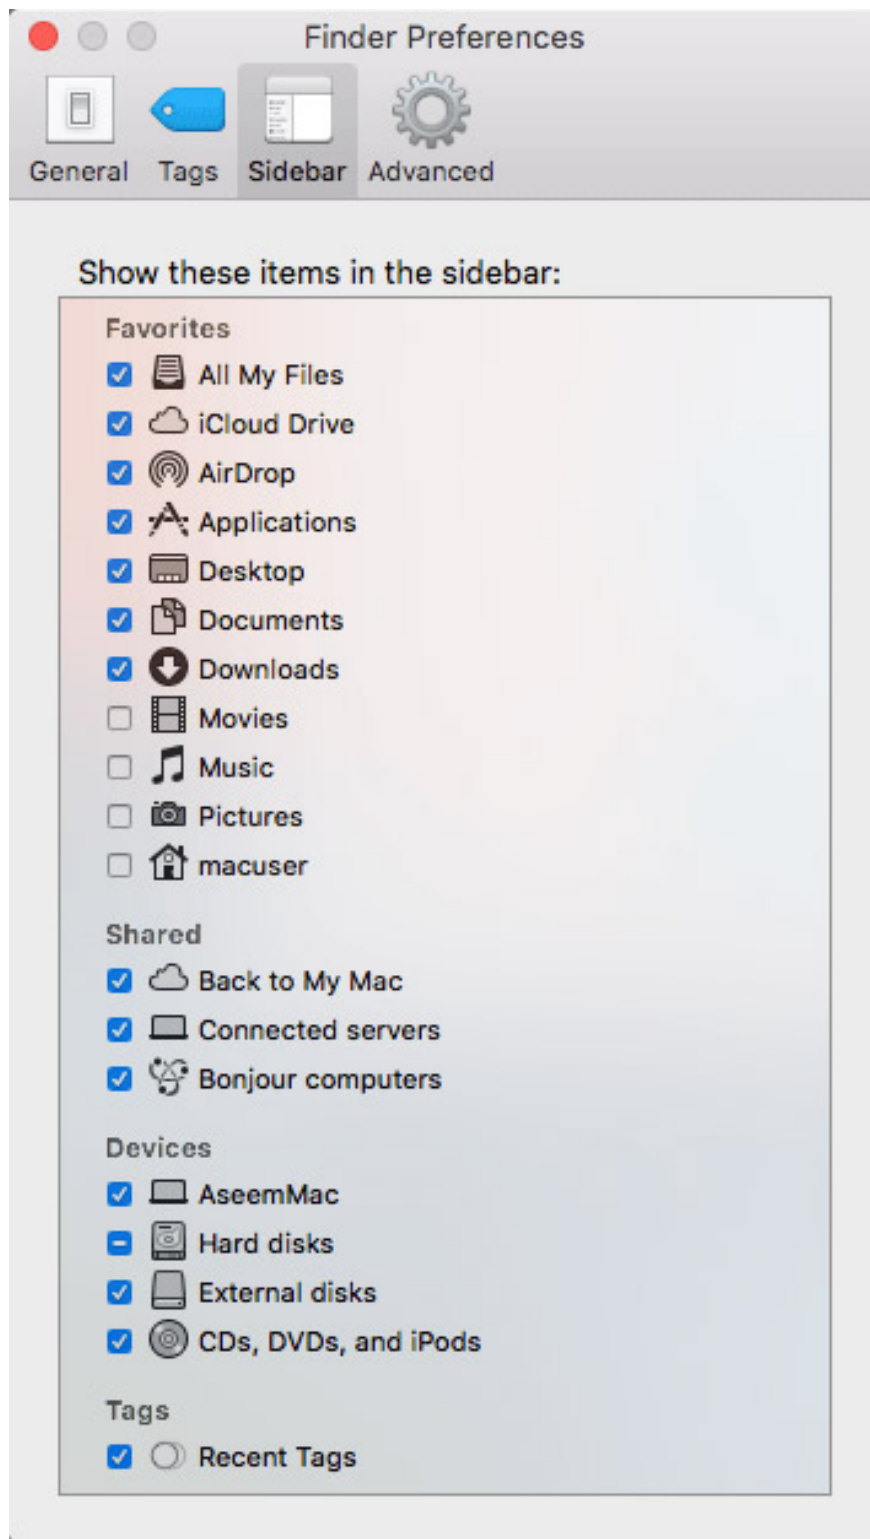 Finder Preferences
General Tags Sidebar Advanced
Show these items in the sidebar:
Favorites
All My Files
iCloud Drive
AirDrop
Applications
Desktop
Documents
Downloads
Movies
Music
Pictures
macuser
Shared
Back to My Mac
Connected servers
Bonjour computers
Devices
AseemMac
Hard disks
External disks
CDs, DVDs, and iPods
Tags
Recent Tags